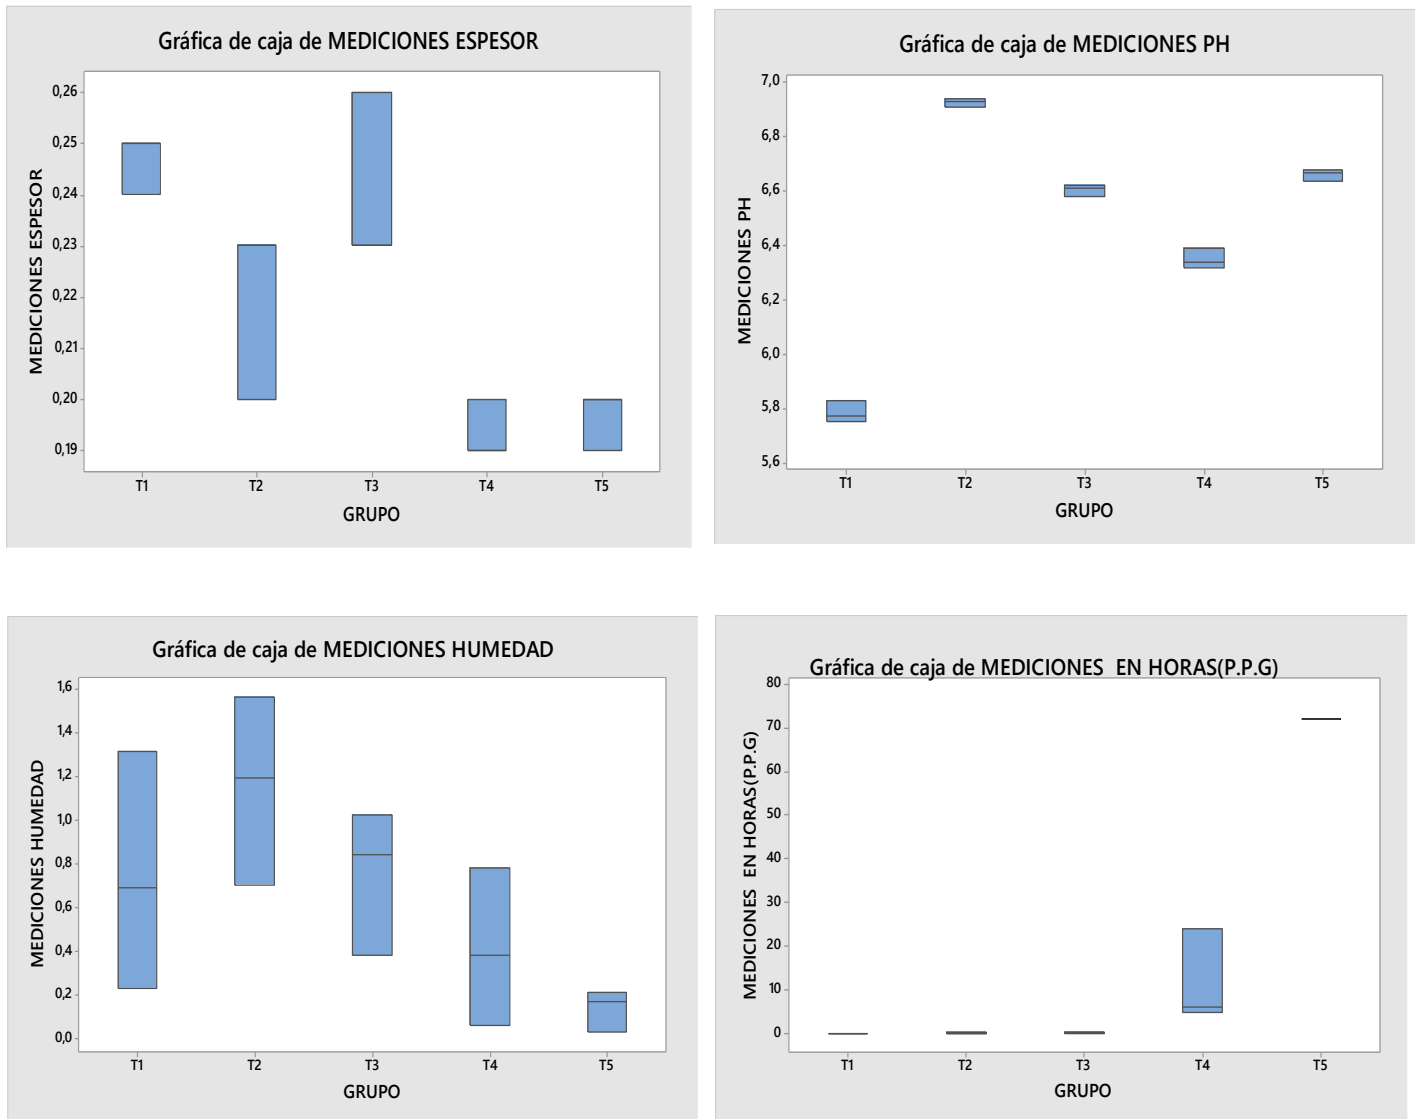 Gráfica de caja de MEDICIONES ESPESOR
MEDICIONES ESPESOR
0,26
0,25
0,24
0,23
0,22
0,21
0,20
0,19
T1 T2 T3 T4 T5
GRUPO
Gráfica de caja de MEDICIONES PH
MEDICIONES PH
7,0
6,8
6,6
6,4
6,2
6,0
5,8
5,6
T1 T2 T3 T4 T5
GRUPO
Gráfica de caja de MEDICIONES HUMEDAD
MEDICIONES HUMEDAD
1,6
1,4
1,2
1,0
0,8
0,6
0,4
0,2
0,0
T1 T2 T3 T4 T5
GRUPO
Gráfica de caja de MEDICIONES EN HORAS(P.P.G)
MEDICIONES EN HORAS(P.P.G)
80
70
60
50
40
30
20
10
0
T1 T2 T3 T4 T5
GRUPO